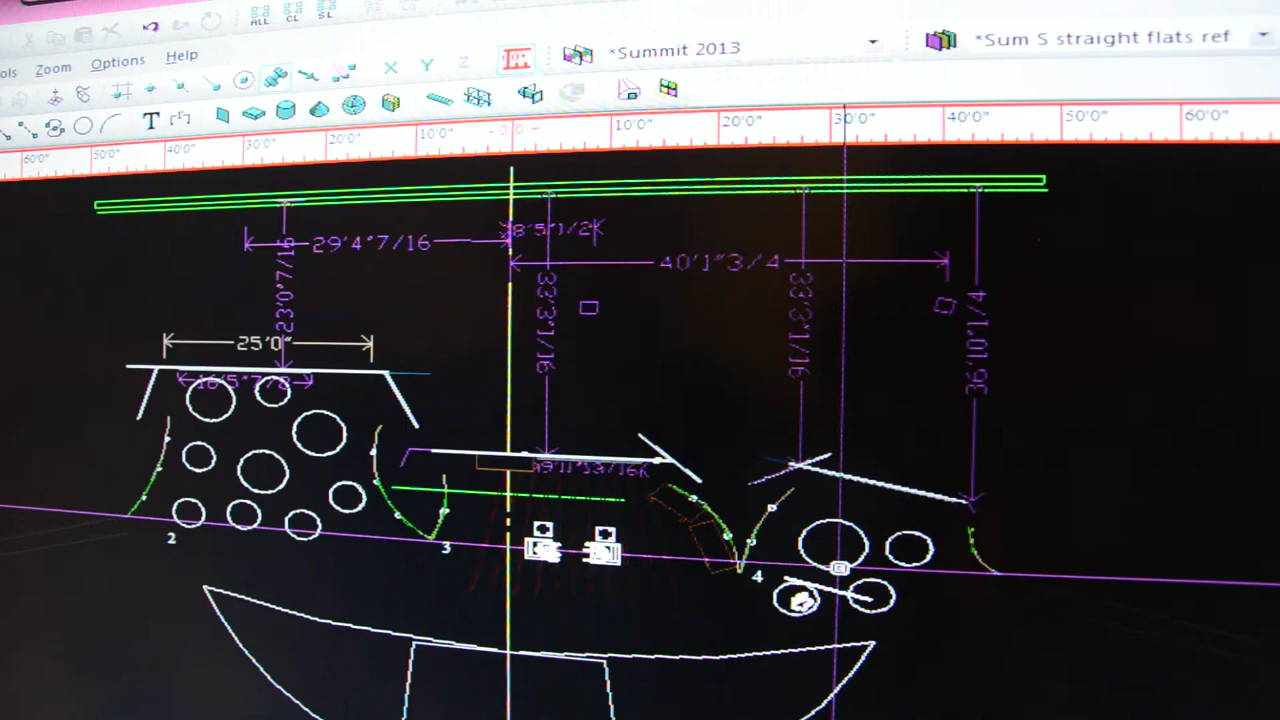 ALL CL SL
*Summit 2013
*Sum S straight flats ref
ols Zoom Options Help
X Y Z
T
60'0" 50'0" 40'0" 30'0" 20'0" 10'0" -0'0- 10'0" 20'0" 30'0" 40'0" 50'0" 60'0"
29'4"7/16
8'5"1/2
40'1"3/4
23'0"7/16
33'3"1/16
33'3"1/16
36'10"1/4
25'0"
16'5"7/8
2
3
4